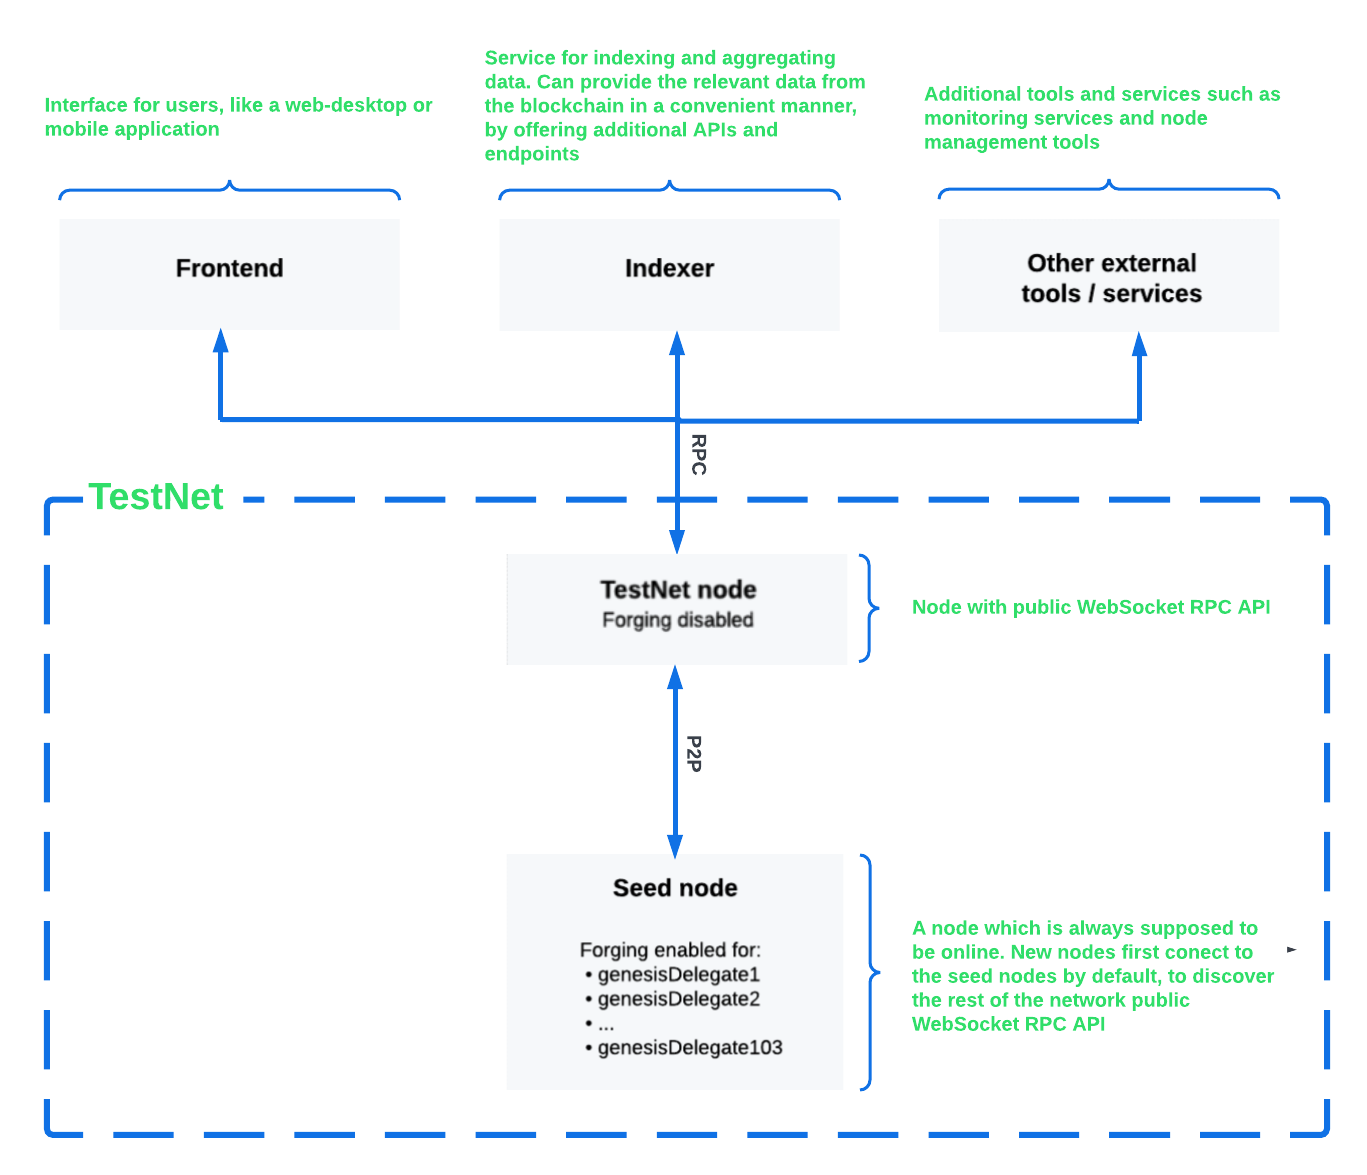 Interface for users, like a web-desktop or
mobile application
Service for indexing and aggregating
data. Can provide the relevant data from
the blockchain in a convenient manner,
by offering additional APIs and
endpoints
Additional tools and services such as
monitoring services and node
management tools
Frontend
Indexer
Other external
tools / services
RPC
TestNet
TestNet node
Forging disabled
Node with public WebSocket RPC API
P2P
Seed node
Forging enabled for:
• genesisDelegate1
• genesisDelegate2
• ...
• genesisDelegate103
A node which is always supposed to
be online. New nodes first conect to
the seed nodes by default, to discover
the rest of the network public
WebSocket RPC API